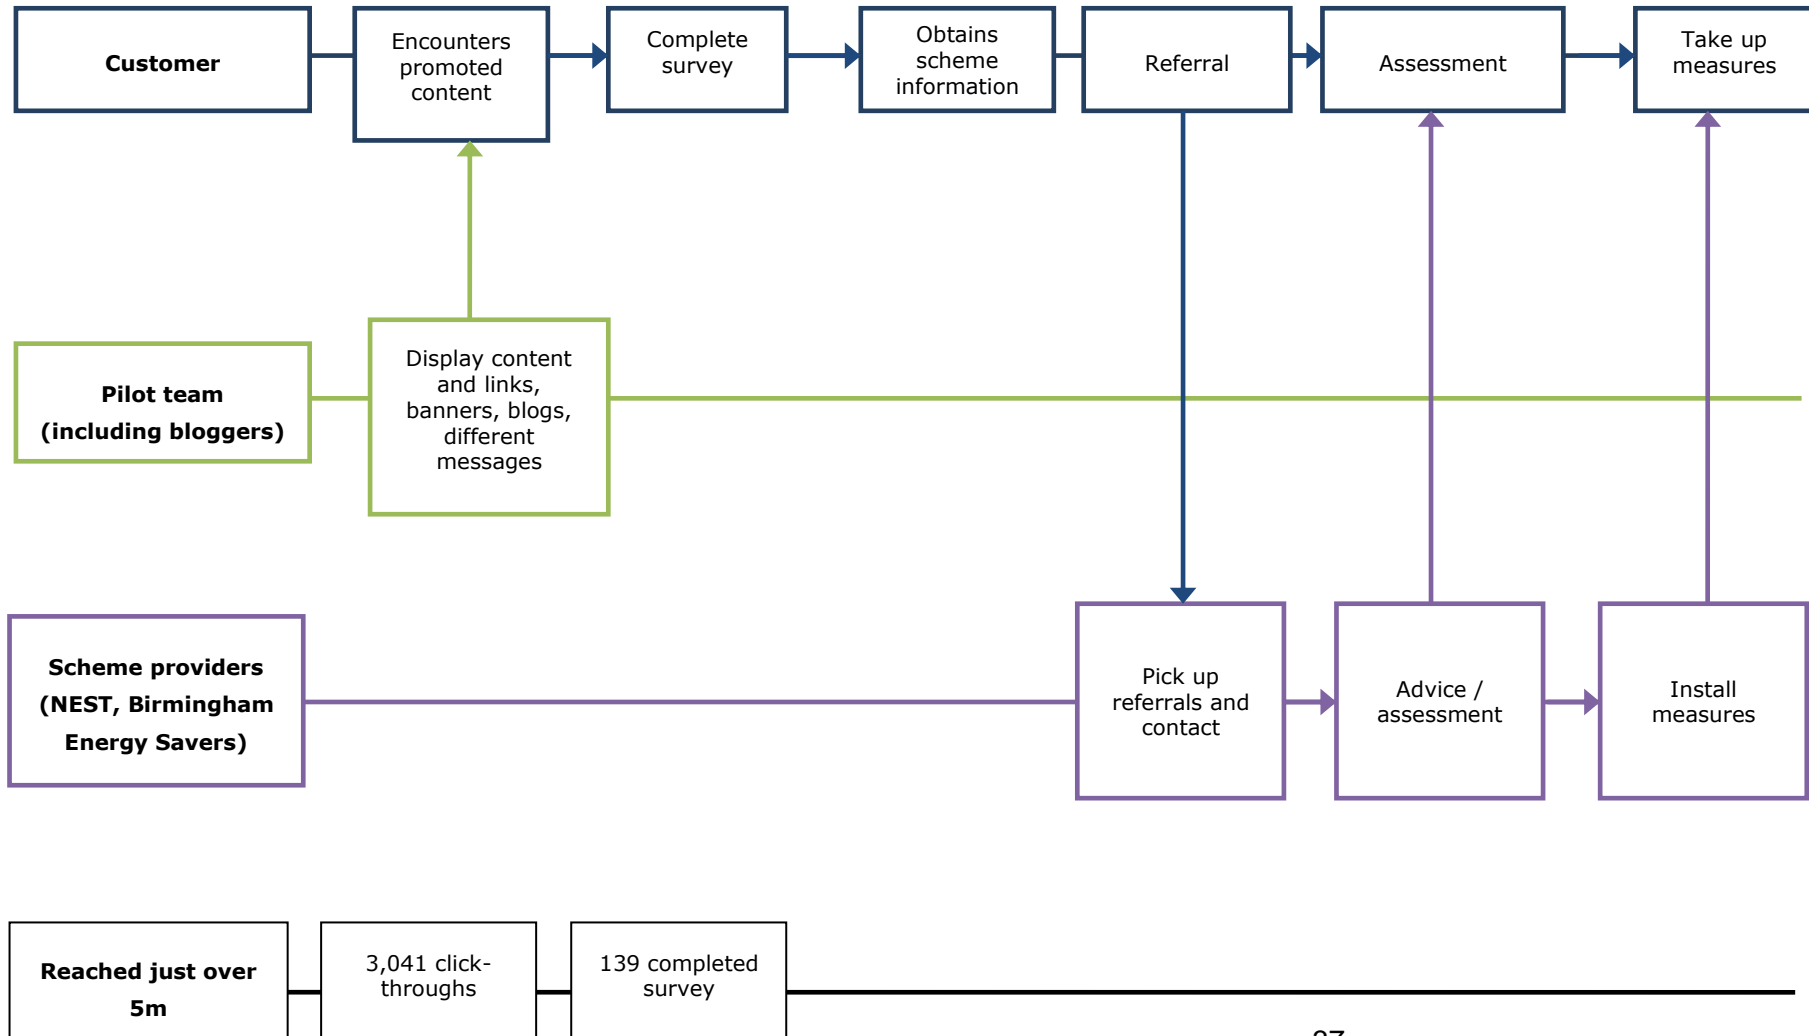 Customer
Encounters
promoted
content
Complete
survey
Obtains
scheme
information
Referral
Assessment
Take up
measures
Pilot team
(including bloggers)
Display content
and links,
banners, blogs,
different
messages
Scheme providers
(NEST, Birmingham
Energy Savers)
Pick up
referrals and
contact
Advice /
assessment
Install
measures
Reached just over
5m
3,041 click-
throughs
139 completed
survey